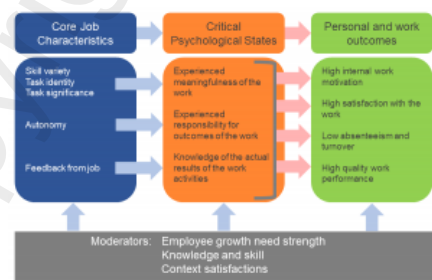 Core Job
Characteristics
Critical
Psychological States
Personal and work
outcomes
Skill variety
Task identity
Task significance
Autonomy
Feedback from job
Experienced
meaningfulness of the
work
Experienced
responsibility for
outcomes of the work
Knowledge of the actual
results of the work
activities
High internal work
motivation
High satisfaction with the
work
Low absenteeism and
turnover
High quality work
performance
Moderators: Employee growth need strength
Knowledge and skill
Context satisfactions